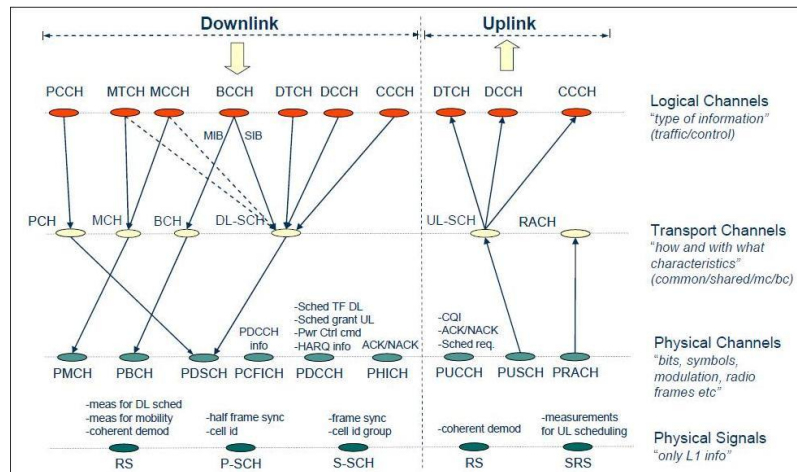 Downlink
Uplink
PCCH MTCH MCCH BCCH DTCH DCCH CCCH DTCH DCCH CCCH
Logical Channels
"type of information"
(traffic/control)
MIB SIB
PCH MCH BCH DL-SCH UL-SCH RACH
Transport Channels
"how and with what
characteristics"
(common/shared/mc/bc)
PDCCH
info
-Sched TF DL
-Sched grant UL
-Pwr Ctrl cmd
-HARQ info
ACK/NACK
-CQI
-ACK/NACK
-Sched req.
PMCH PBCH PDSCH PCFICH PDCCH PHICH PUCCH PUSCH PRACH
Physical Channels
"bits, symbols,
modulation, radio
frames etc"
-meas for DL sched
-meas for mobility
-coherent demod
RS
-half frame sync
-cell id
P-SCH
-frame sync
-cell id group
S-SCH
-coherent demod
RS
-measurements
for UL scheduling
SRS
Physical Signals
"only L1 info"